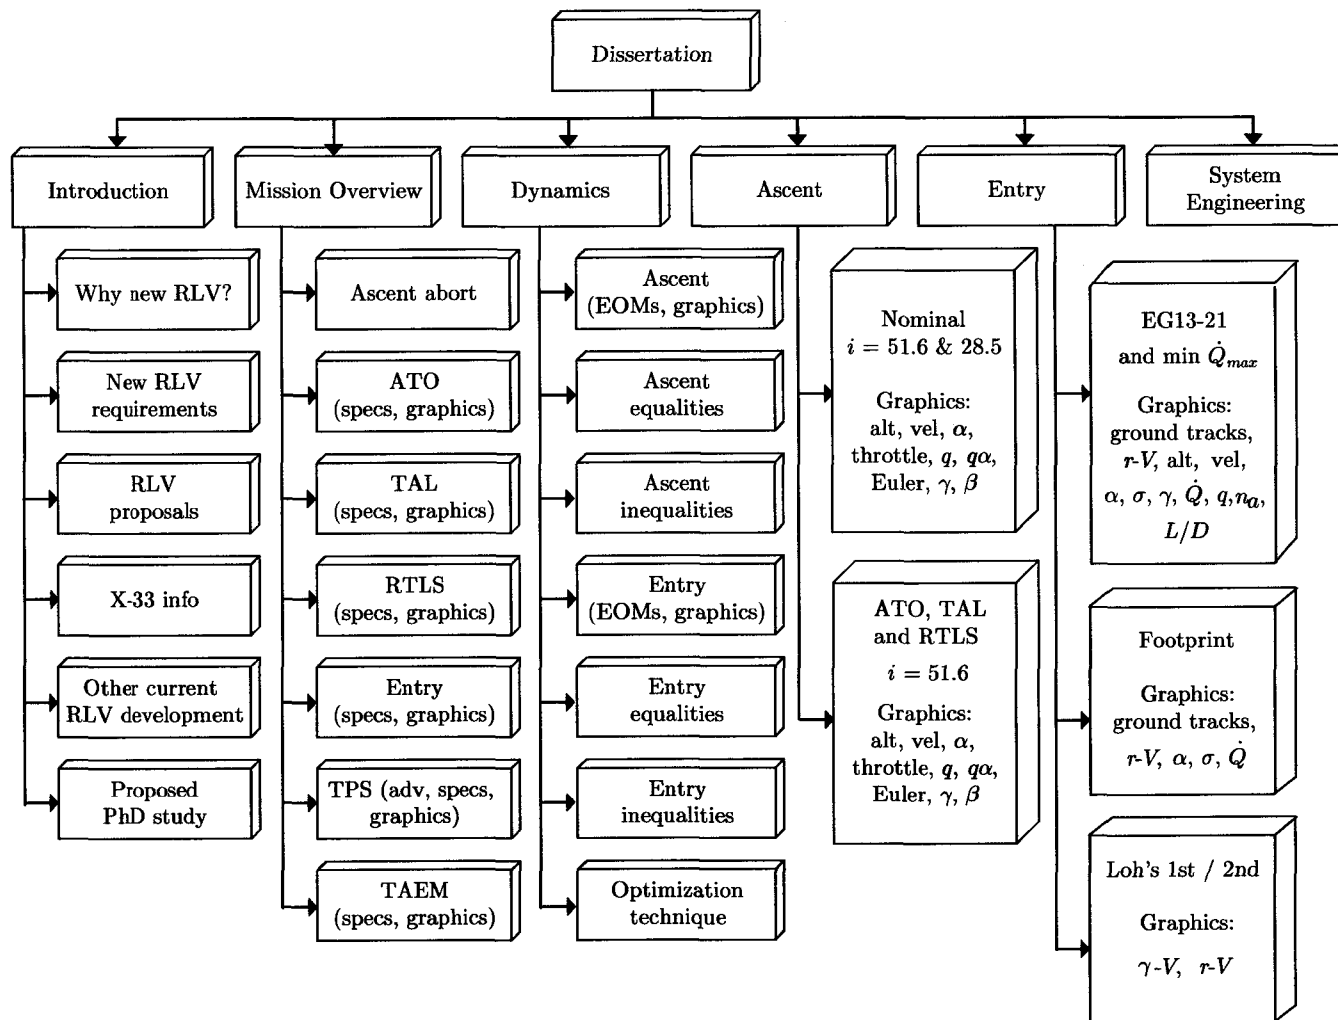 Dissertation
Introduction
Mission Overview
Dynamics
Ascent
Entry
System
Engineering
Why new RLV?
New RLV
requirements
RLV
proposals
X-33 info
Other current
RLV development
Proposed
PhD study
Ascent abort
ATO
(specs, graphics)
TAL
(specs, graphics)
RTLS
(specs, graphics)
Entry
(specs, graphics)
TPS (adv, specs,
graphics)
TAEM
(specs, graphics)
Ascent
(EOMs, graphics)
Ascent
equalities
Ascent
inequalities
Entry
(EOMs, graphics)
Entry
equalities
Entry
inequalities
Optimization
technique
Nominal
i = 51.6 & 28.5
Graphics:
alt, vel, α,
throttle, q, qα,
Euler, γ, β
ATO, TAL
and RTLS
i = 51.6
Graphics:
alt, vel, α,
throttle, q, qα,
Euler, γ, β
EG13-21
and min Q̇max
Graphics:
ground tracks,
r-V, alt, vel,
α, σ, γ, Q̇, q,na,
L/D
Footprint
Graphics:
ground tracks,
r-V, α, σ, Q̇
Loh's 1st / 2nd
Graphics:
γ-V, r-V